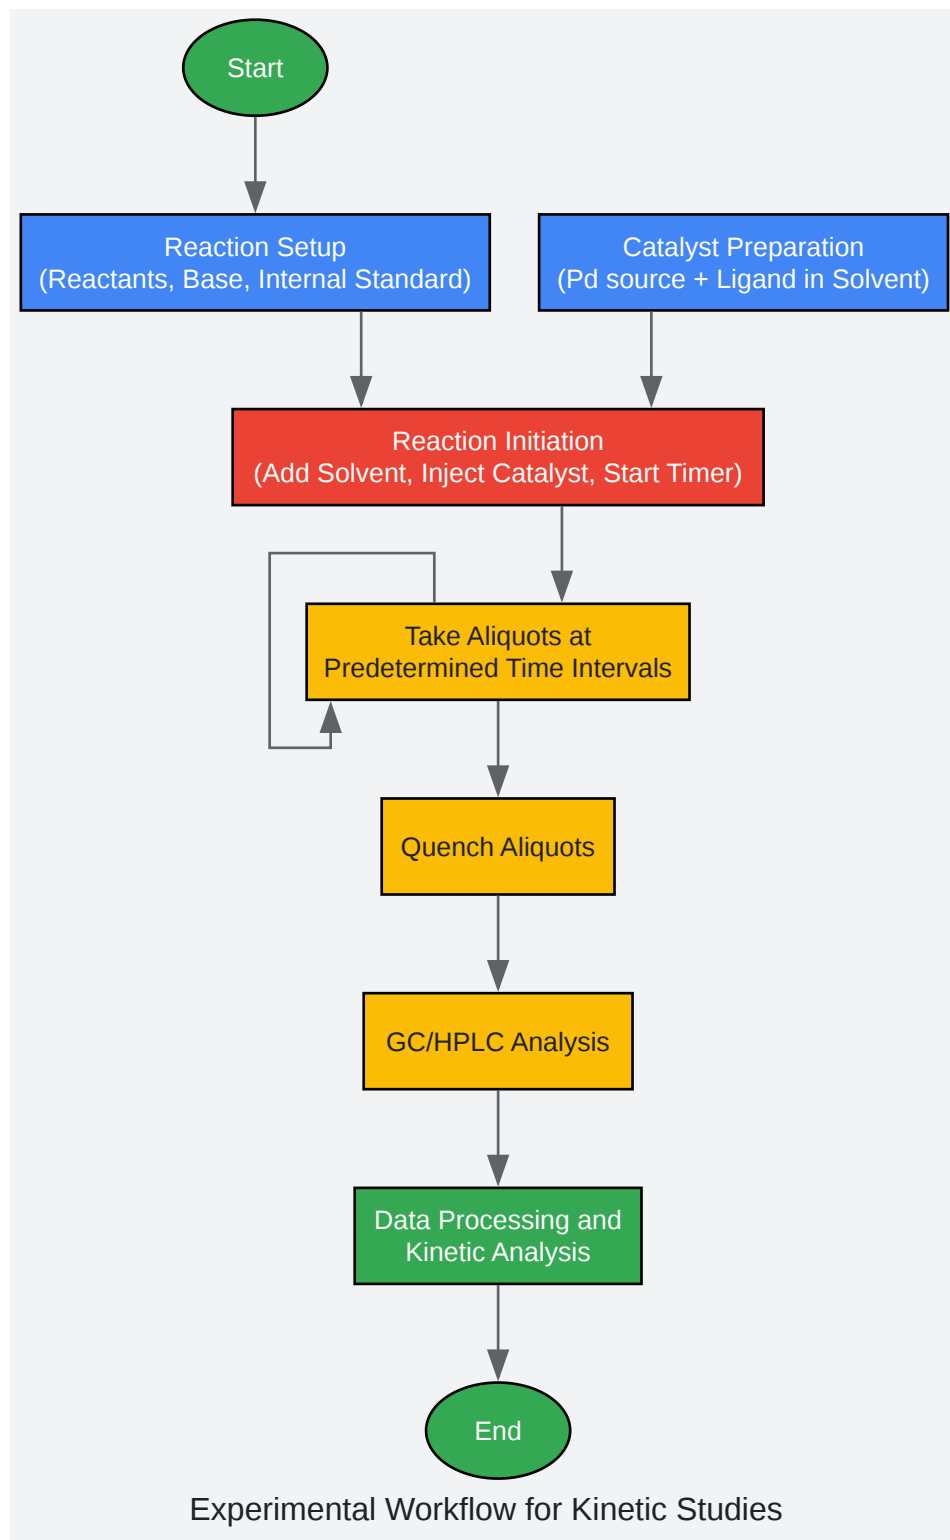 Start
Reaction Setup
(Reactants, Base, Internal Standard)
Catalyst Preparation
(Pd source + Ligand in Solvent)
Reaction Initiation
(Add Solvent, Inject Catalyst, Start Timer)
Take Aliquots at
Predetermined Time Intervals
Quench Aliquots
GC/HPLC Analysis
Data Processing and
Kinetic Analysis
End
Experimental Workflow for Kinetic Studies